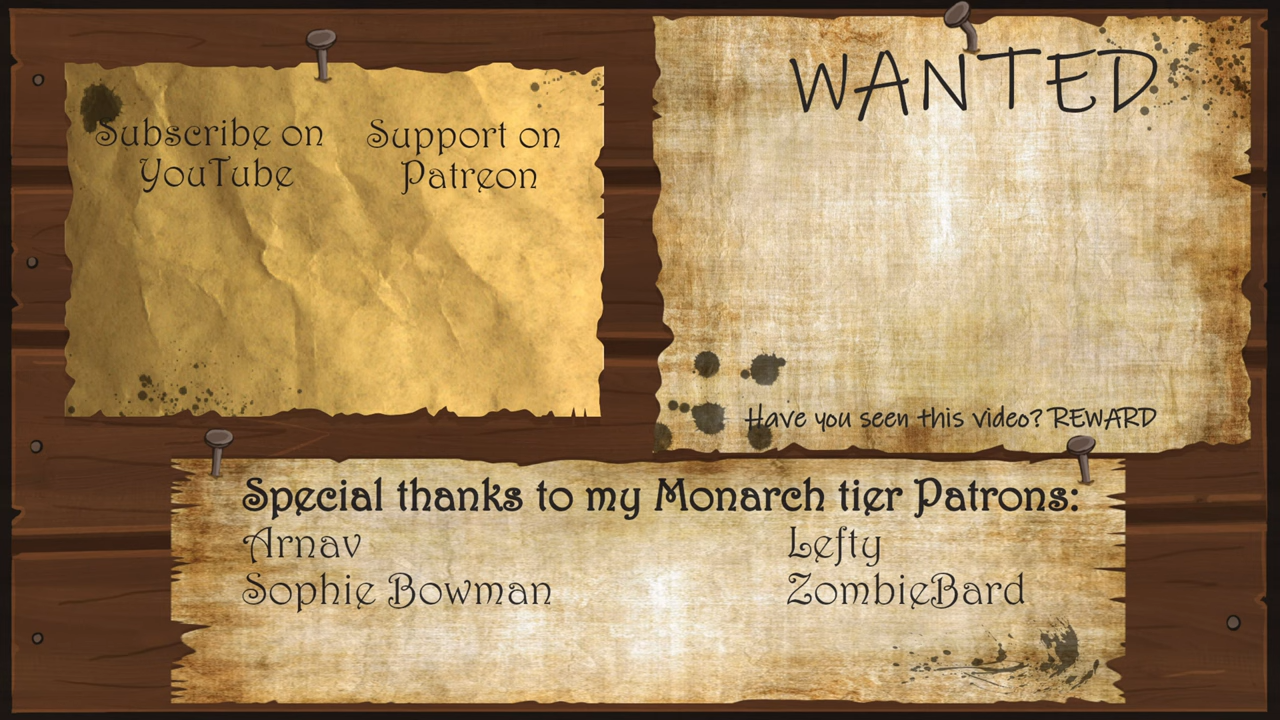 Subscribe on
YouTube
Support on
Patreon
WANTED
Have you seen this video? REWARD
Special thanks to my Monarch tier Patrons:
Arnav
Lefty
Sophie Bowman
ZombieBard